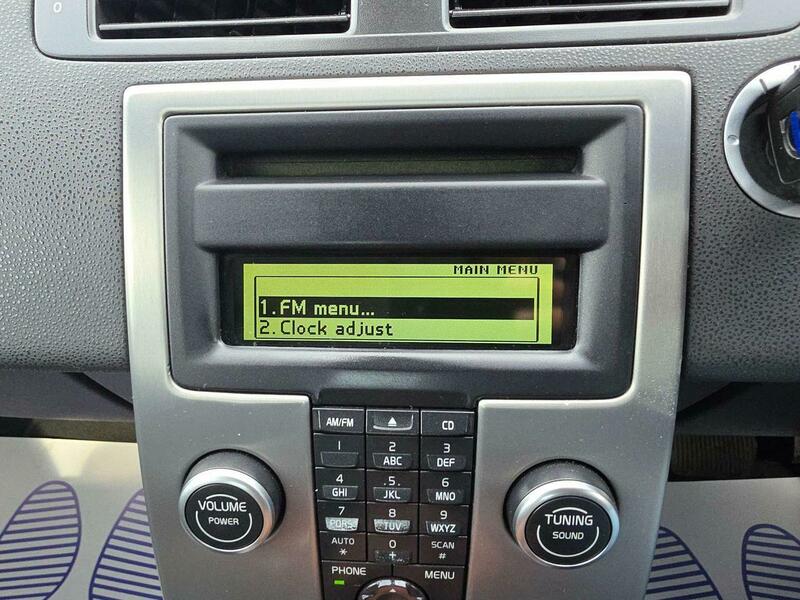 0
MAIN MENU
1.FM menu...
2.Clock adjust
AM/FM
CD
1
2
ABC
3
DEF
4
GHI
.5.
JKL
6
MNO
7
PQRS
8
TUV
9
WXYZ
AUTO
*
0
+
SCAN
#
PHONE
MENU
VOLUME
POWER
TUNING
SOUND